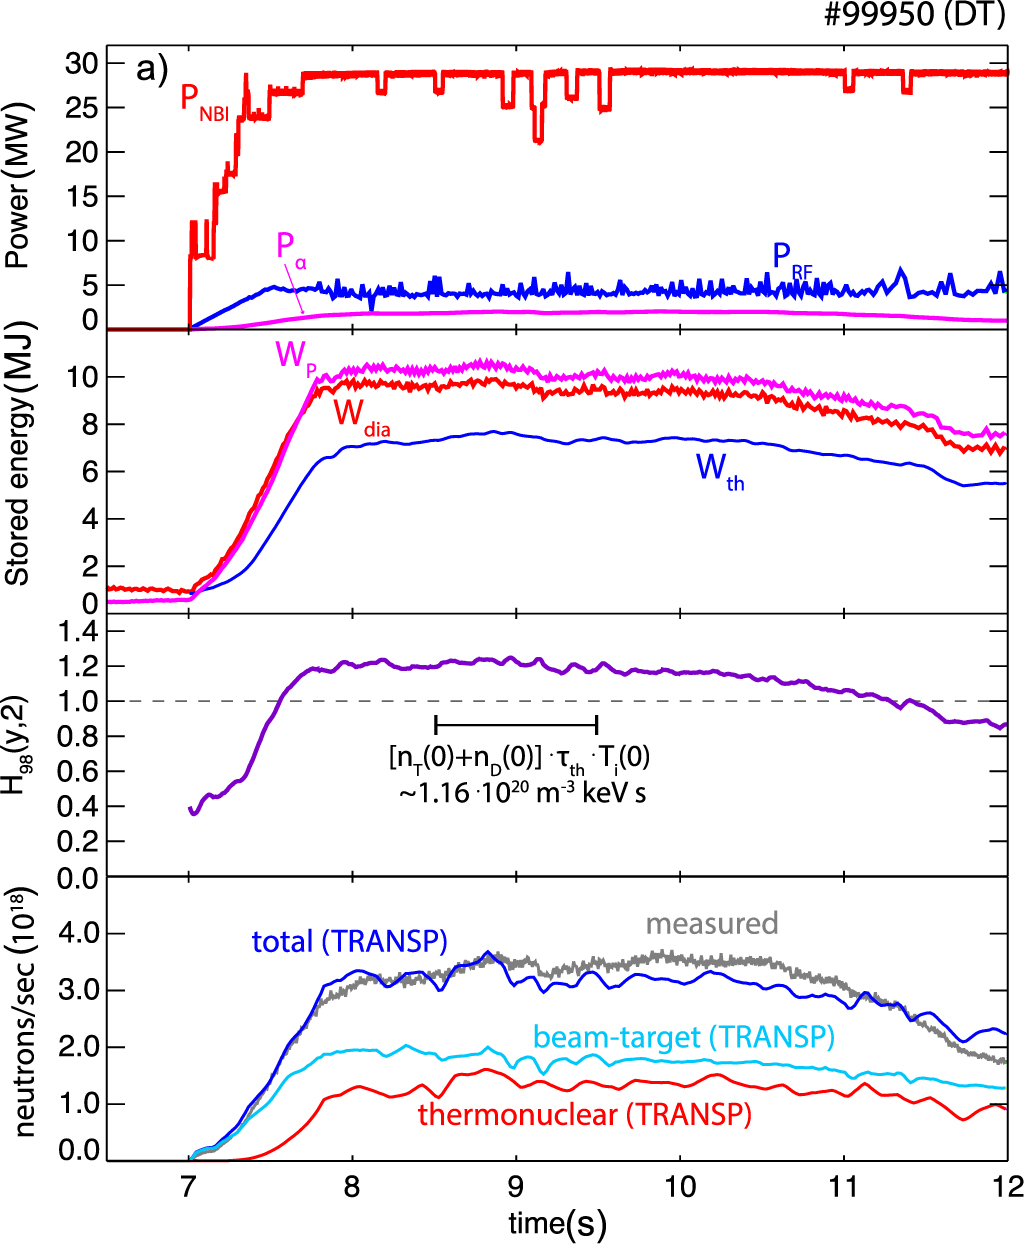 #99950 (DT)
a)
Power (MW)
30
25
20
15
10
5
0
P_NBI
P_α
P_RF
Stored energy (MJ)
10
8
6
4
2
0
W_P
W_dia
W_th
H_98(y,2)
1.4
1.2
1.0
0.8
0.6
0.4
0.2
0.0
[n_T(0)+n_D(0)] ·τ_th ·T_i(0)
~1.16 ·10^20 m^-3 keV s
neutrons/sec (10^18)
4.0
3.0
2.0
1.0
0.0
total (TRANSP)
measured
beam-target (TRANSP)
thermonuclear (TRANSP)
7 8 9 10 11 12
time(s)